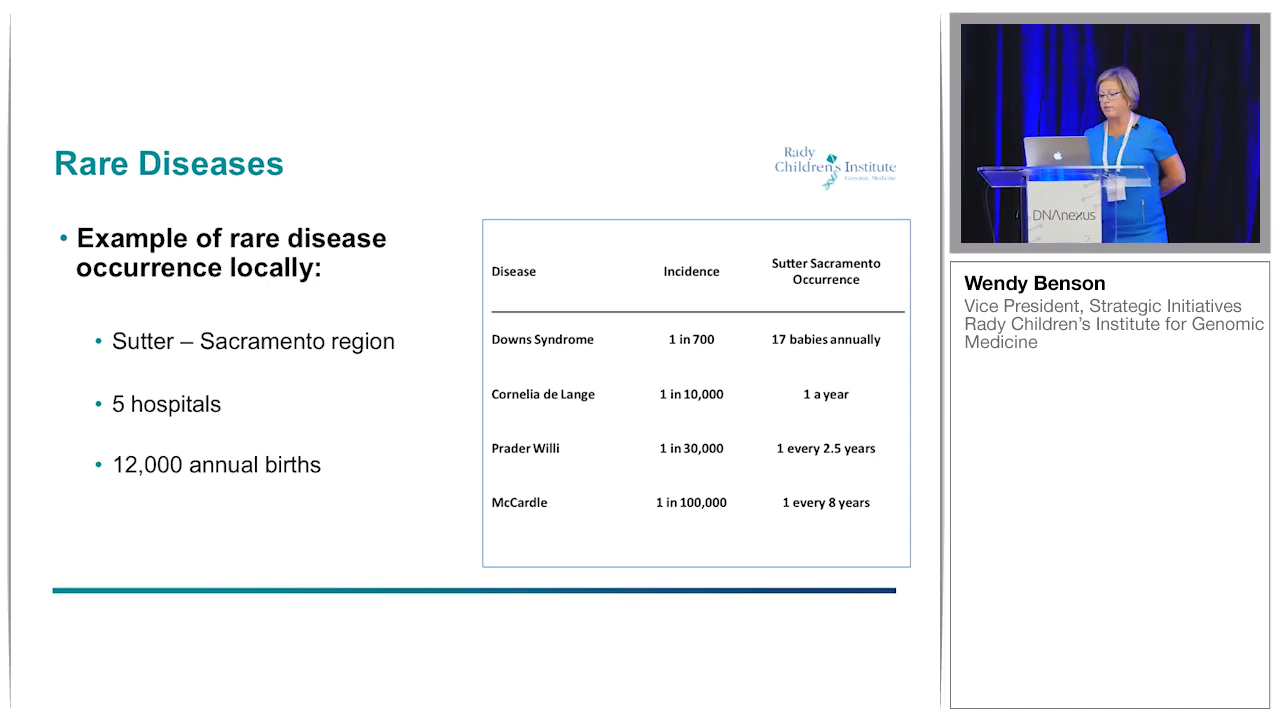 Rare Diseases
Rady
Children's Institute
Genomic Medicine
• Example of rare disease
occurrence locally:
• Sutter – Sacramento region
• 5 hospitals
• 12,000 annual births
Disease Incidence Sutter Sacramento
Occurrence
Downs Syndrome 1 in 700 17 babies annually
Cornelia de Lange 1 in 10,000 1 a year
Prader Willi 1 in 30,000 1 every 2.5 years
McCardle 1 in 100,000 1 every 8 years
DNAnexus
Wendy Benson
Vice President, Strategic Initiatives
Rady Children's Institute for Genomic
Medicine